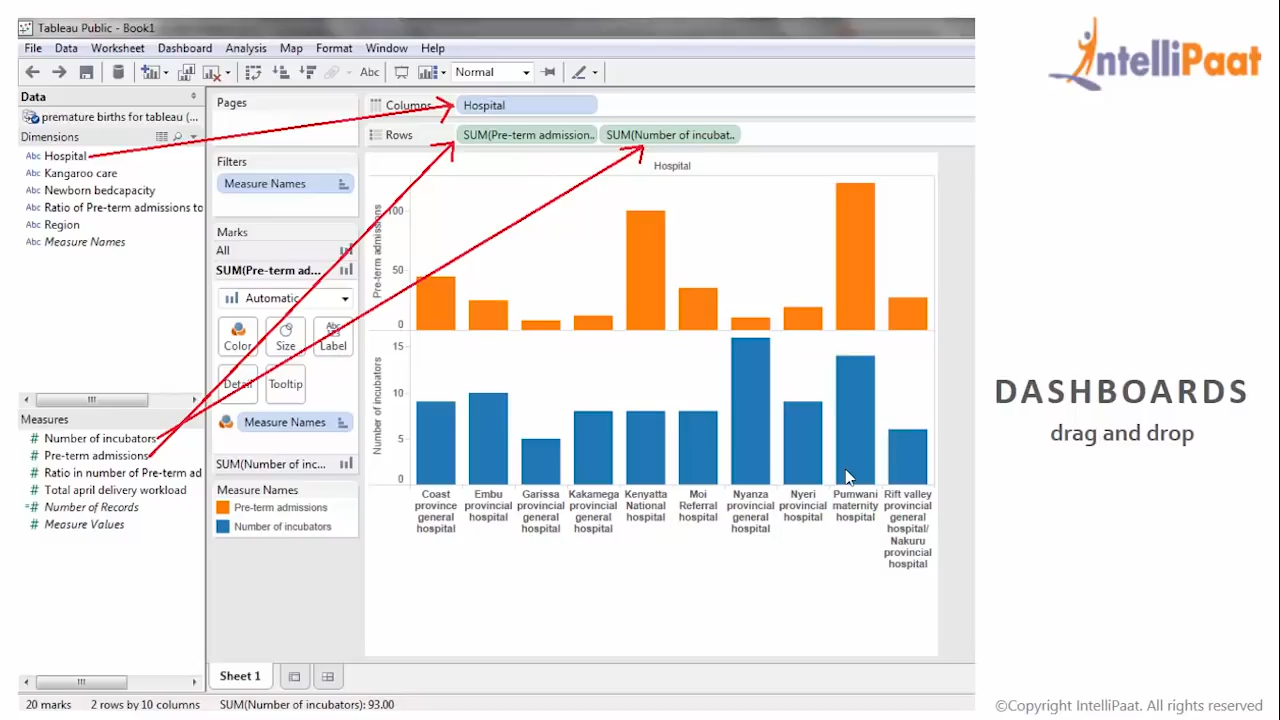 Tableau Public - Book1
File Data Worksheet Dashboard Analysis Map Format Window Help
Abc Normal
Data
premature births for tableau (...
Dimensions
Abc Hospital
Abc Kangaroo care
Abc Newborn bedcapacity
Abc Ratio of Pre-term admissions to
Abc Region
Abc Measure Names
Measures
# Number of incubators
# Pre-term admissions
# Ratio in number of Pre-term ad
# Total april delivery workload
=# Number of Records
# Measure Values
Pages
Filters
Measure Names
Marks
All
SUM(Pre-term ad...
Automatic
Color Size Abc 123 Label
Detail Tooltip
Measure Names
SUM(Number of inc...
Measure Names
Pre-term admissions
Number of incubators
Columns Hospital
Rows SUM(Pre-term admission.. SUM(Number of incubat..
Hospital
Pre-term admissions
100
50
0
Number of incubators
15
10
5
0
Coast province general hospital
Embu provincial hospital
Garissa provincial general hospital
Kakamega provincial general hospital
Kenyatta National hospital
Moi Referral hospital
Nyanza provincial general hospital
Nyeri provincial hospital
Pumwani maternity hospital
Rift valley provincial general hospital/ Nakuru provincial hospital
Sheet 1
20 marks 2 rows by 10 columns SUM(Number of incubators): 93.00
IntelliPaat
DASHBOARDS
drag and drop
©Copyright IntelliPaat. All rights reserved